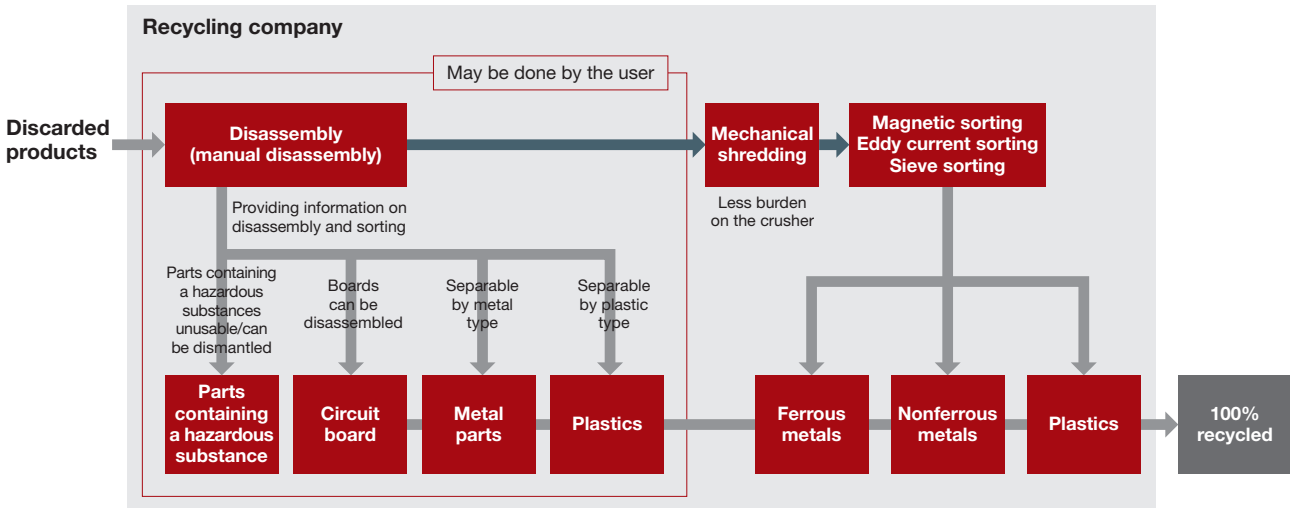 Recycling company
May be done by the user
Discarded
products
Disassembly
(manual disassembly)
Mechanical
shredding
Magnetic sorting
Eddy current sorting
Sieve sorting
Providing information on
disassembly and sorting
Less burden
on the crusher
Parts containing
a hazardous
substances
unusable/can
be dismantled
Boards
can be
disassembled
Separable
by metal
type
Separable
by plastic
type
Parts
containing
a hazardous
substance
Circuit
board
Metal
parts
Plastics
Ferrous
metals
Nonferrous
metals
Plastics
100%
recycled